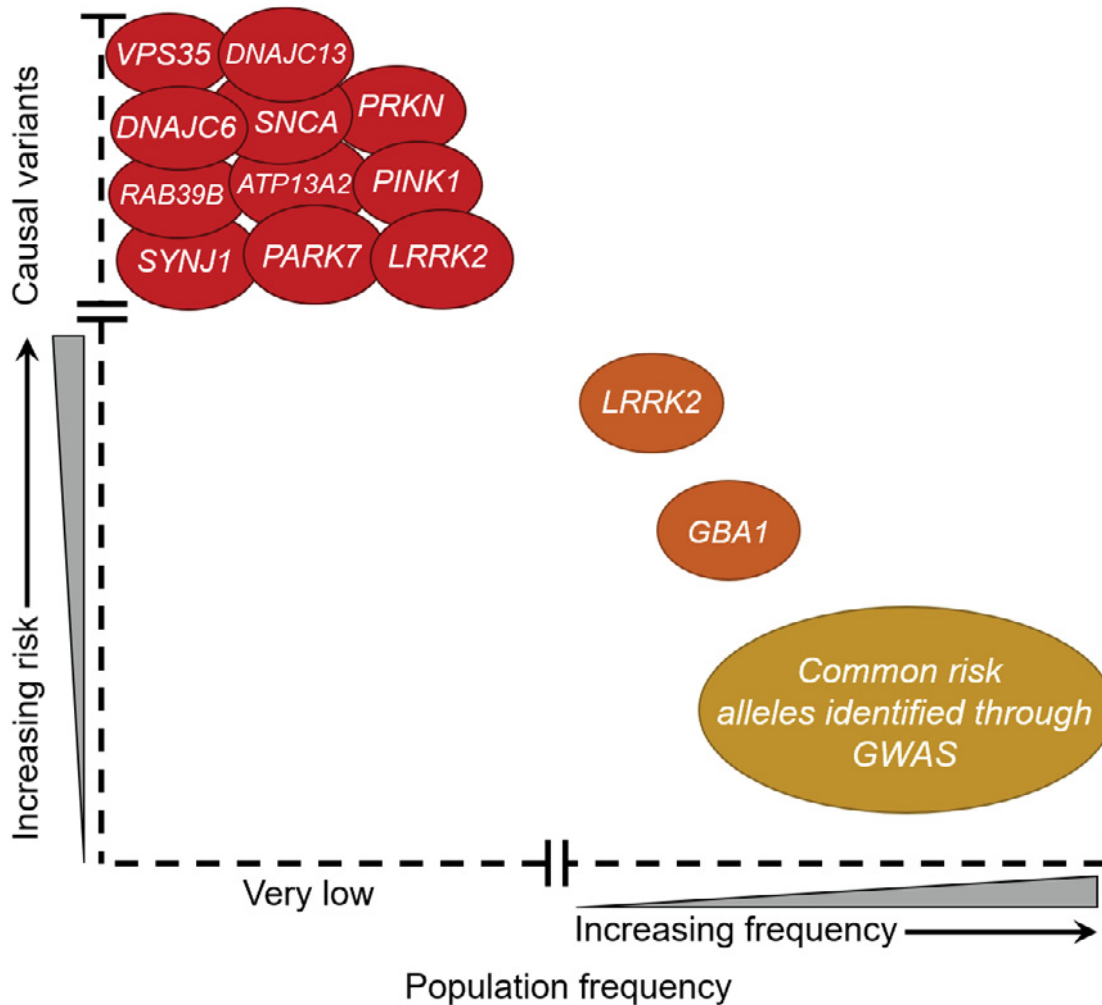 Causal variants
VPS35
DNAJC13
PRKN
DNAJC6
SNCA
RAB39B
ATP13A2
PINK1
SYNJ1
PARK7
LRRK2
Increasing risk
LRRK2
GBA1
Common risk
alleles identified through
GWAS
Very low
Increasing frequency
Population frequency